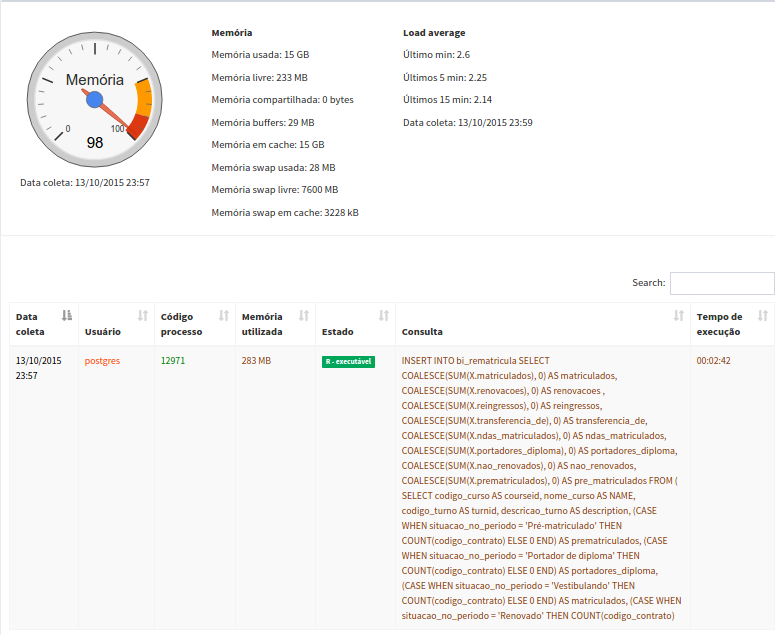 Memória
0
100
98
Data coleta: 13/10/2015 23:57
Memória
Memória usada: 15 GB
Memória livre: 233 MB
Memória compartilhada: 0 bytes
Memória buffers: 29 MB
Memória em cache: 15 GB
Memória swap usada: 28 MB
Memória swap livre: 7600 MB
Memória swap em cache: 3228 kB
Load average
Último min: 2.6
Últimos 5 min: 2.25
Últimos 15 min: 2.14
Data coleta: 13/10/2015 23:59
Search:
Data coleta
Usuário
Código processo
Memória utilizada
Estado
Consulta
Tempo de execução
13/10/2015 23:57
postgres
12971
283 MB
R - executável
INSERT INTO bi_rematricula SELECT
COALESCE(SUM(X.matriculados), 0) AS matriculados,
COALESCE(SUM(X.renovacoes), 0) AS renovacoes ,
COALESCE(SUM(X.reingressos), 0) AS reingressos,
COALESCE(SUM(X.transferencia_de), 0) AS transferencia_de,
COALESCE(SUM(X.ndas_matriculados), 0) AS ndas_matriculados,
COALESCE(SUM(X.portadores_diploma), 0) AS portadores_diploma,
COALESCE(SUM(X.nao_renovados), 0) AS nao_renovados,
COALESCE(SUM(X.prematriculados), 0) AS pre_matriculados FROM (
SELECT codigo_curso AS courseid, nome_curso AS NAME,
codigo_turno AS turnid, descricao_turno AS description, (CASE
WHEN situacao_no_periodo = 'Pré-matriculado' THEN
COUNT(codigo_contrato) ELSE 0 END) AS prematriculados, (CASE
WHEN situacao_no_periodo = 'Portador de diploma' THEN
COUNT(codigo_contrato) ELSE 0 END) AS portadores_diploma,
(CASE WHEN situacao_no_periodo = 'Vestibulando' THEN
COUNT(codigo_contrato) ELSE 0 END) AS matriculados, (CASE WHEN
situacao_no_periodo = 'Renovado' THEN COUNT(codigo_contrato)
00:02:42